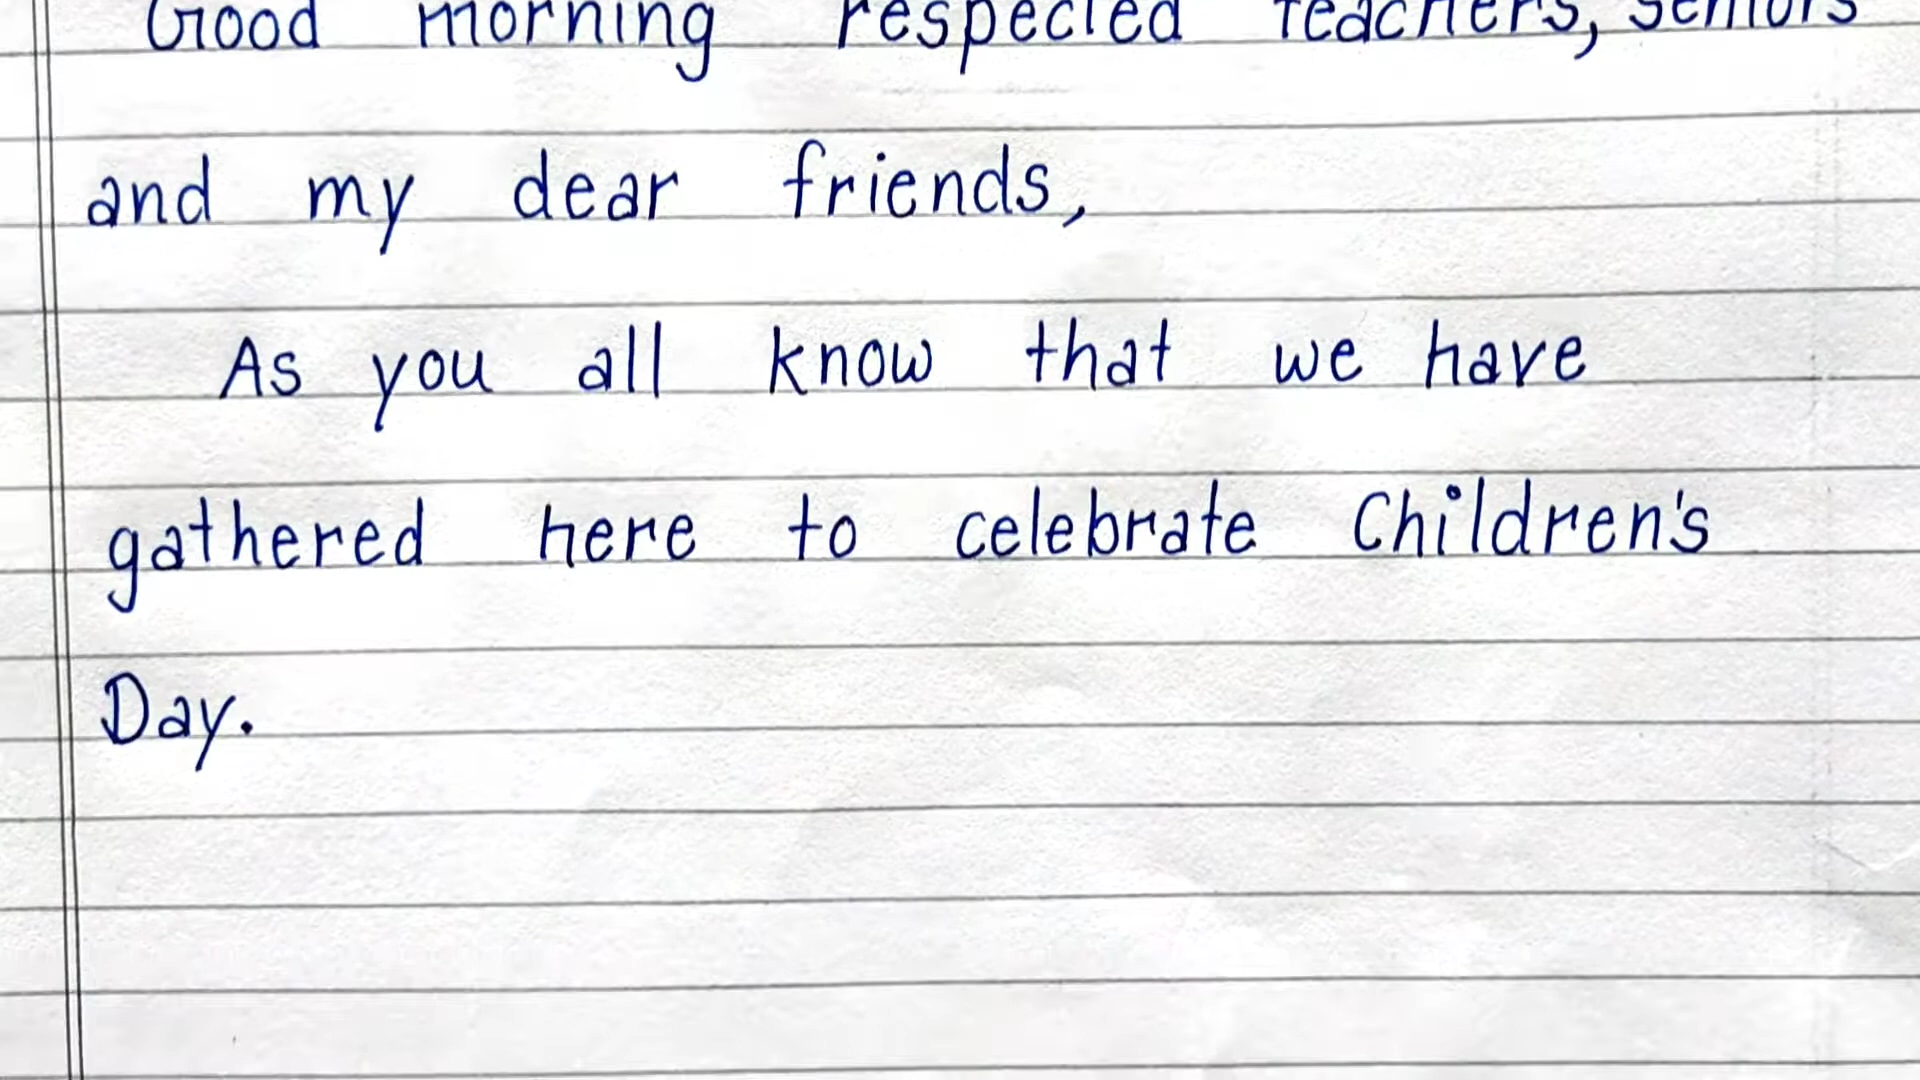 Good morning respected teachers, seniors
and my dear friends,
As you all know that we have
gathered here to celebrate Children's
Day.